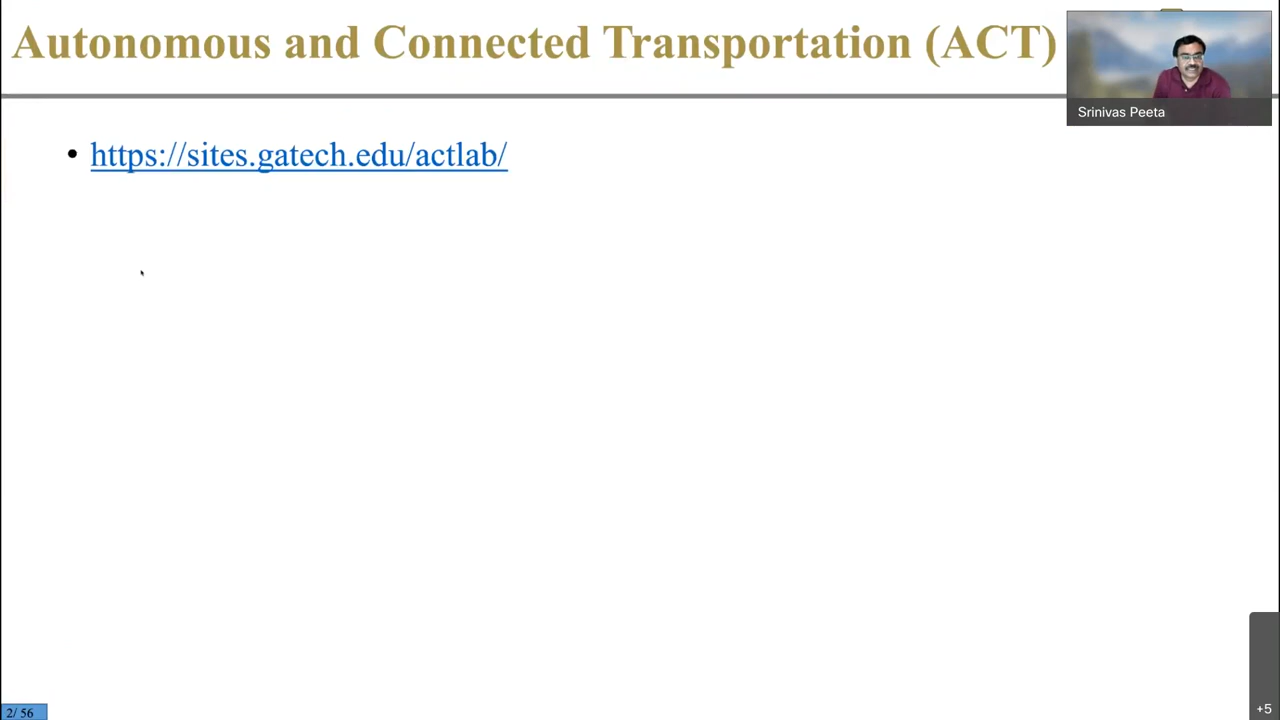 Autonomous and Connected Transportation (ACT)
Srinivas Peeta
• https://sites.gatech.edu/actlab/
2/ 56
+5